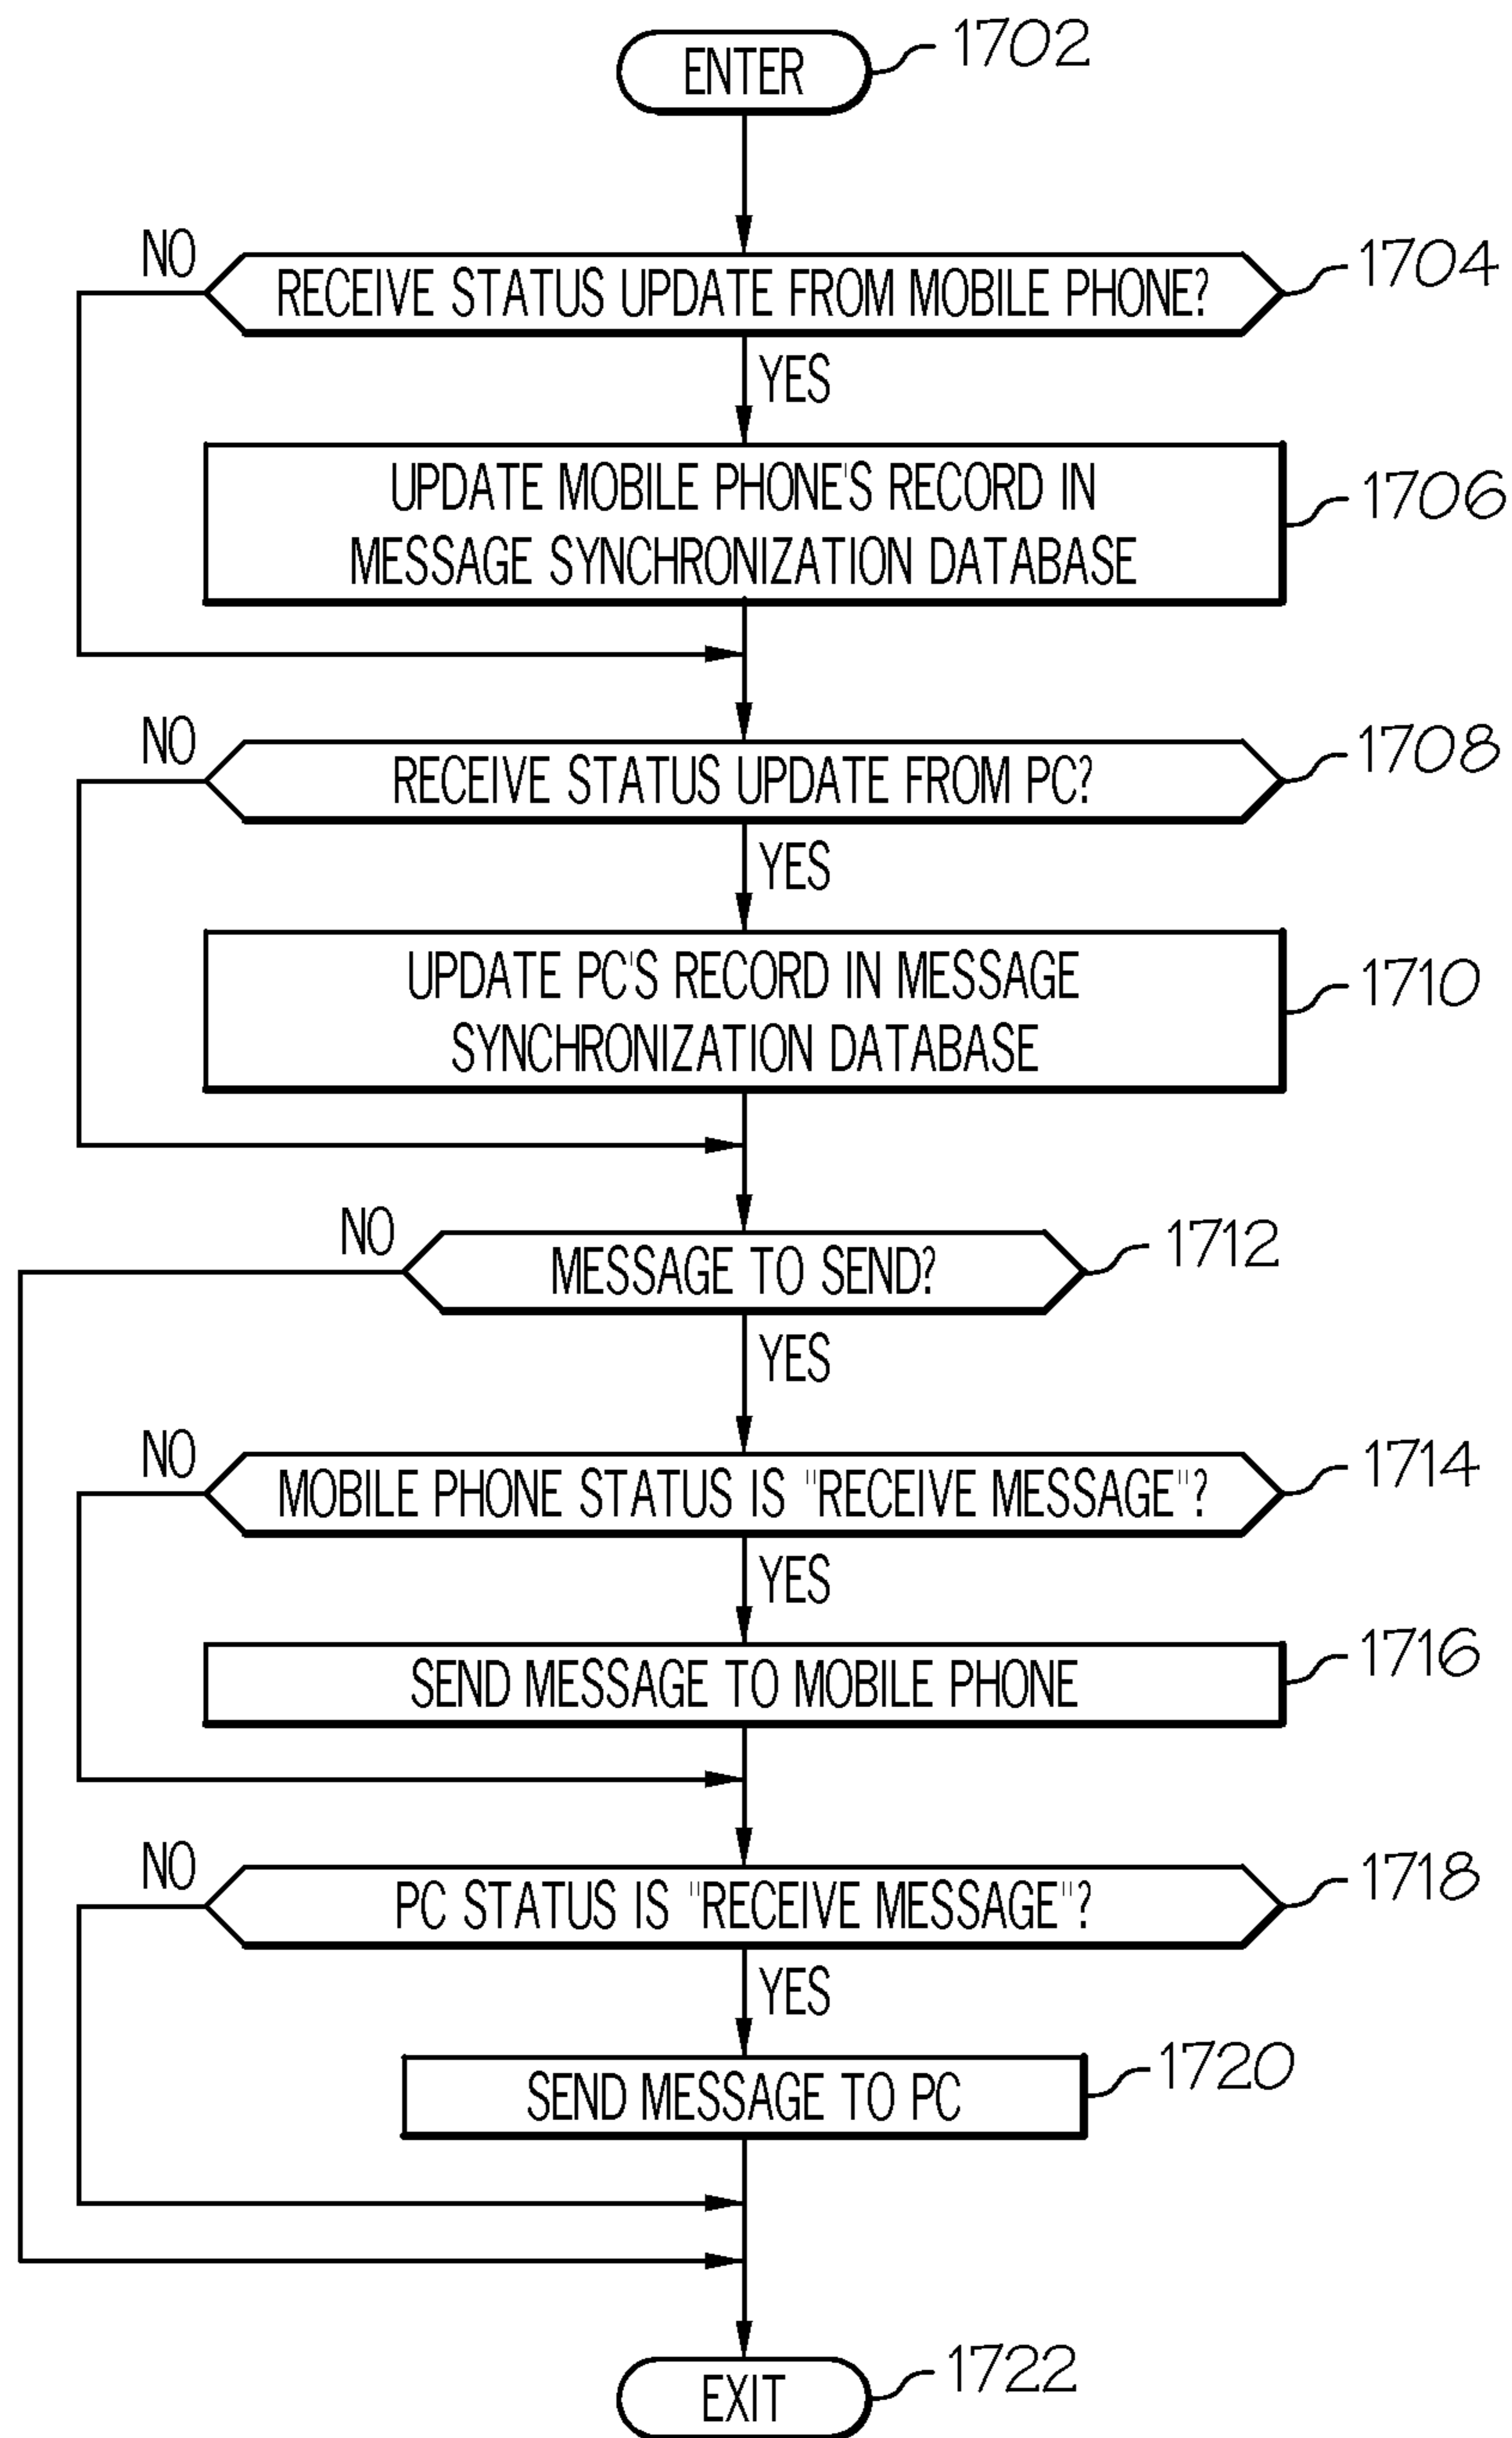 ENTER
1702
NO
RECEIVE STATUS UPDATE FROM MOBILE PHONE?
1704
YES
UPDATE MOBILE PHONE'S RECORD IN
MESSAGE SYNCHRONIZATION DATABASE
1706
NO
RECEIVE STATUS UPDATE FROM PC?
1708
YES
UPDATE PC'S RECORD IN MESSAGE
SYNCHRONIZATION DATABASE
1710
NO
MESSAGE TO SEND?
1712
YES
NO
MOBILE PHONE STATUS IS "RECEIVE MESSAGE"?
1714
YES
SEND MESSAGE TO MOBILE PHONE
1716
NO
PC STATUS IS "RECEIVE MESSAGE"?
1718
YES
SEND MESSAGE TO PC
1720
EXIT
1722